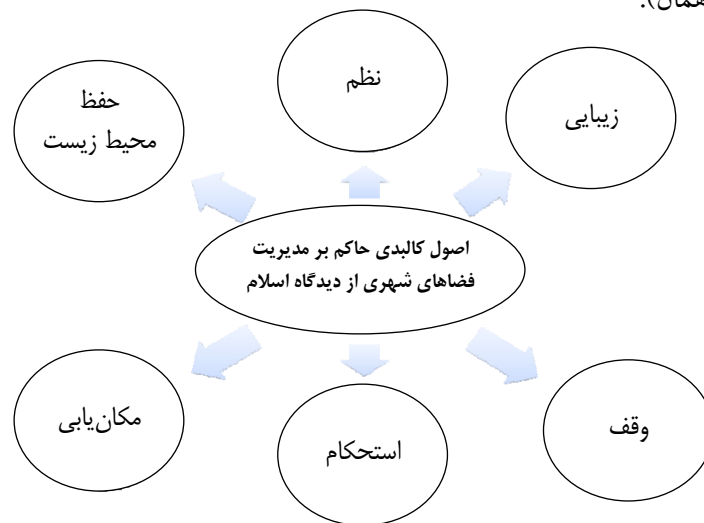 همان).
نظم
زیبایی
حفظ
محیط زیست
اصول کالبدی حاکم بر مدیریت
فضاهای شهری از دیدگاه اسلام
وقف
استحکام
مکان‌یابی